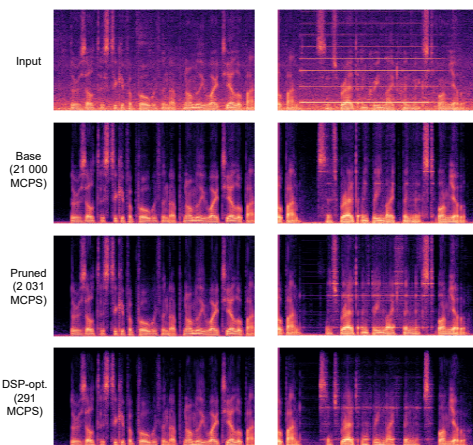 Input
Base
(21 000
MCPS)
Pruned
(2 031
MCPS)
DSP-opt.
(291
MCPS)